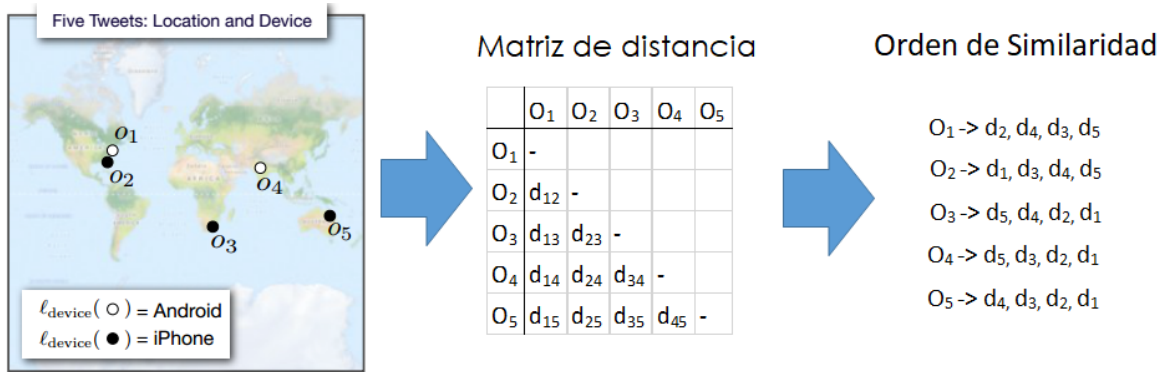 Five Tweets: Location and Device
o₁
o₂
o₄
o₃
o₅
ℓdevice( ○ ) = Android
ℓdevice( ● ) = iPhone
Matriz de distancia
O₁ O₂ O₃ O₄ O₅
O₁ -
O₂ d₁₂ -
O₃ d₁₃ d₂₃ -
O₄ d₁₄ d₂₄ d₃₄ -
O₅ d₁₅ d₂₅ d₃₅ d₄₅ -
Orden de Similaridad
O₁ -> d₂, d₄, d₃, d₅
O₂ -> d₁, d₃, d₄, d₅
O₃ -> d₅, d₄, d₂, d₁
O₄ -> d₅, d₃, d₂, d₁
O₅ -> d₄, d₃, d₂, d₁